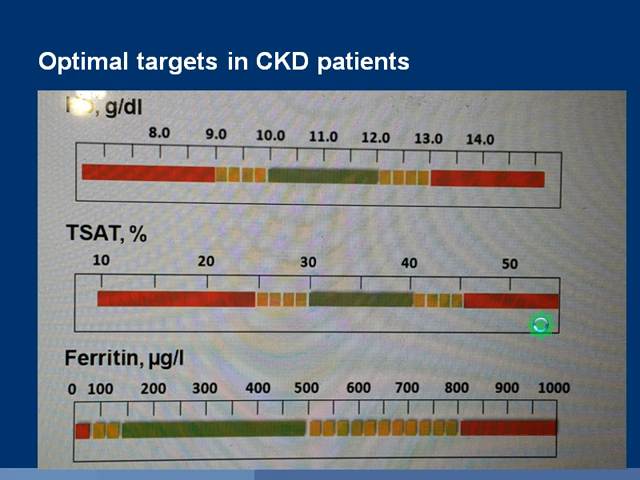 Optimal targets in CKD patients
, g/dl
8.0 9.0 10.0 11.0 12.0 13.0 14.0
TSAT, %
10 20 30 40 50
Ferritin, µg/l
0 100 200 300 400 500 600 700 800 900 1000